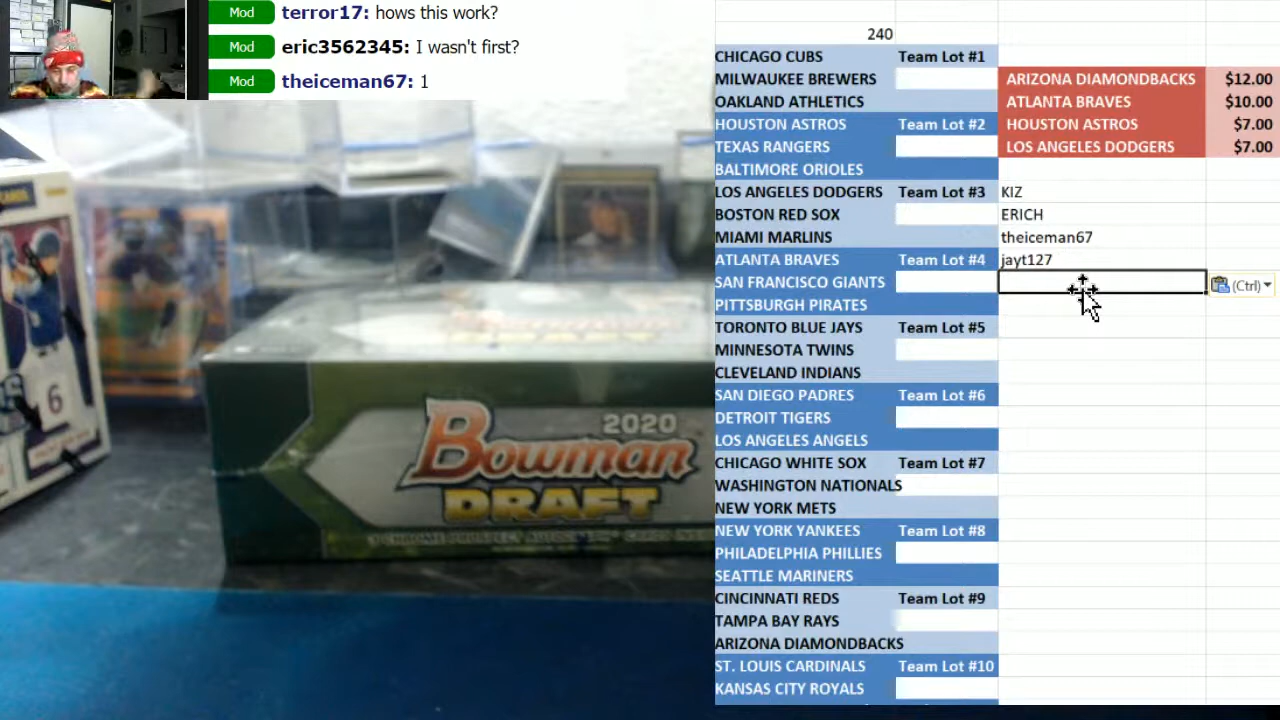 Mod terror17: hows this work?
Mod eric3562345: I wasn't first?
Mod theiceman67: 1
240
CHICAGO CUBS Team Lot #1
MILWAUKEE BREWERS ARIZONA DIAMONDBACKS $12.00
OAKLAND ATHLETICS ATLANTA BRAVES $10.00
HOUSTON ASTROS Team Lot #2 HOUSTON ASTROS $7.00
TEXAS RANGERS LOS ANGELES DODGERS $7.00
BALTIMORE ORIOLES
LOS ANGELES DODGERS Team Lot #3 KIZ
BOSTON RED SOX ERICH
MIAMI MARLINS theiceman67
ATLANTA BRAVES Team Lot #4 jayt127
SAN FRANCISCO GIANTS (Ctrl)
PITTSBURGH PIRATES
TORONTO BLUE JAYS Team Lot #5
MINNESOTA TWINS
CLEVELAND INDIANS
SAN DIEGO PADRES Team Lot #6
DETROIT TIGERS
LOS ANGELES ANGELS
CHICAGO WHITE SOX Team Lot #7
WASHINGTON NATIONALS
NEW YORK METS
NEW YORK YANKEES Team Lot #8
PHILADELPHIA PHILLIES
SEATTLE MARINERS
CINCINNATI REDS Team Lot #9
TAMPA BAY RAYS
ARIZONA DIAMONDBACKS
ST. LOUIS CARDINALS Team Lot #10
KANSAS CITY ROYALS
6
2020
Bowman
DRAFT